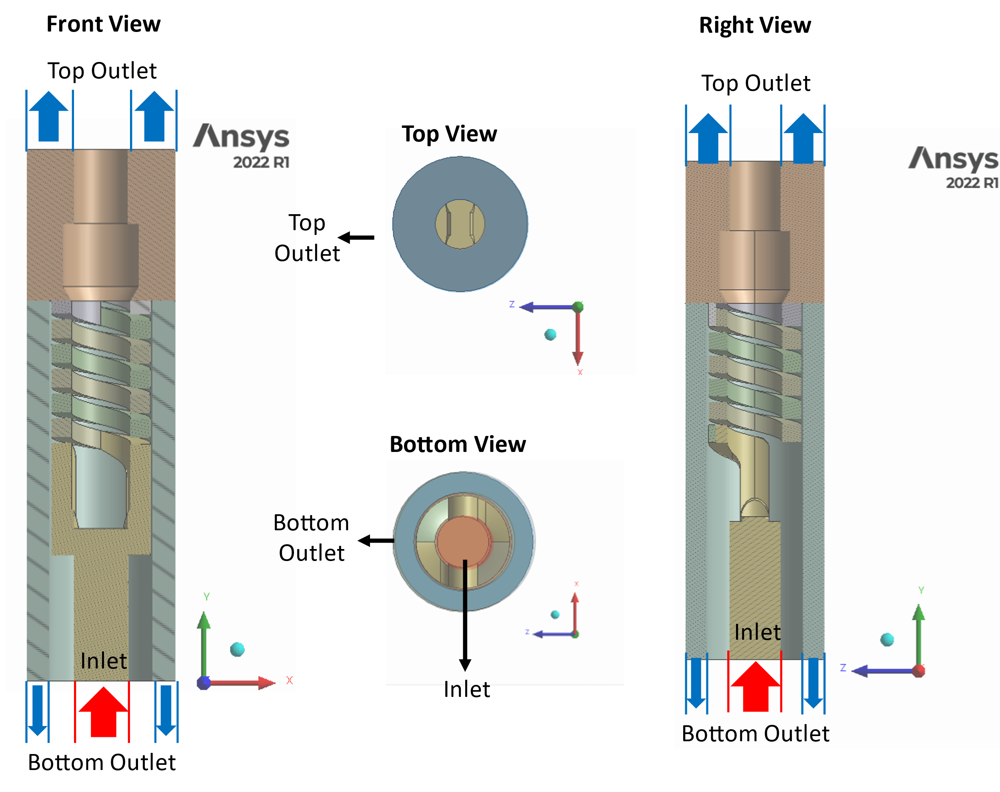 Front View
Top Outlet
Ansys
2022 R1
Inlet
Y
X
Bottom Outlet
Top View
Top
Outlet
Z
X
Bottom View
Bottom
Outlet
Inlet
X
Z
Right View
Top Outlet
Ansys
2022 R1
Inlet
Y
Z
Bottom Outlet